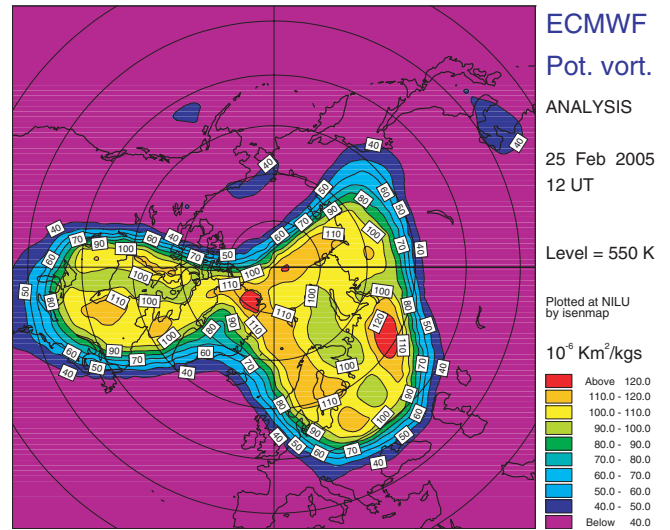 ECMWF
Pot. vort.
ANALYSIS
25 Feb 2005
12 UT
Level = 550 K
Plotted at NILU
by isenmap
10⁻⁶ Km²/kgs
Above 120.0
110.0 - 120.0
100.0 - 110.0
90.0 - 100.0
80.0 - 90.0
70.0 - 80.0
60.0 - 70.0
50.0 - 60.0
40.0 - 50.0
Below 40.0